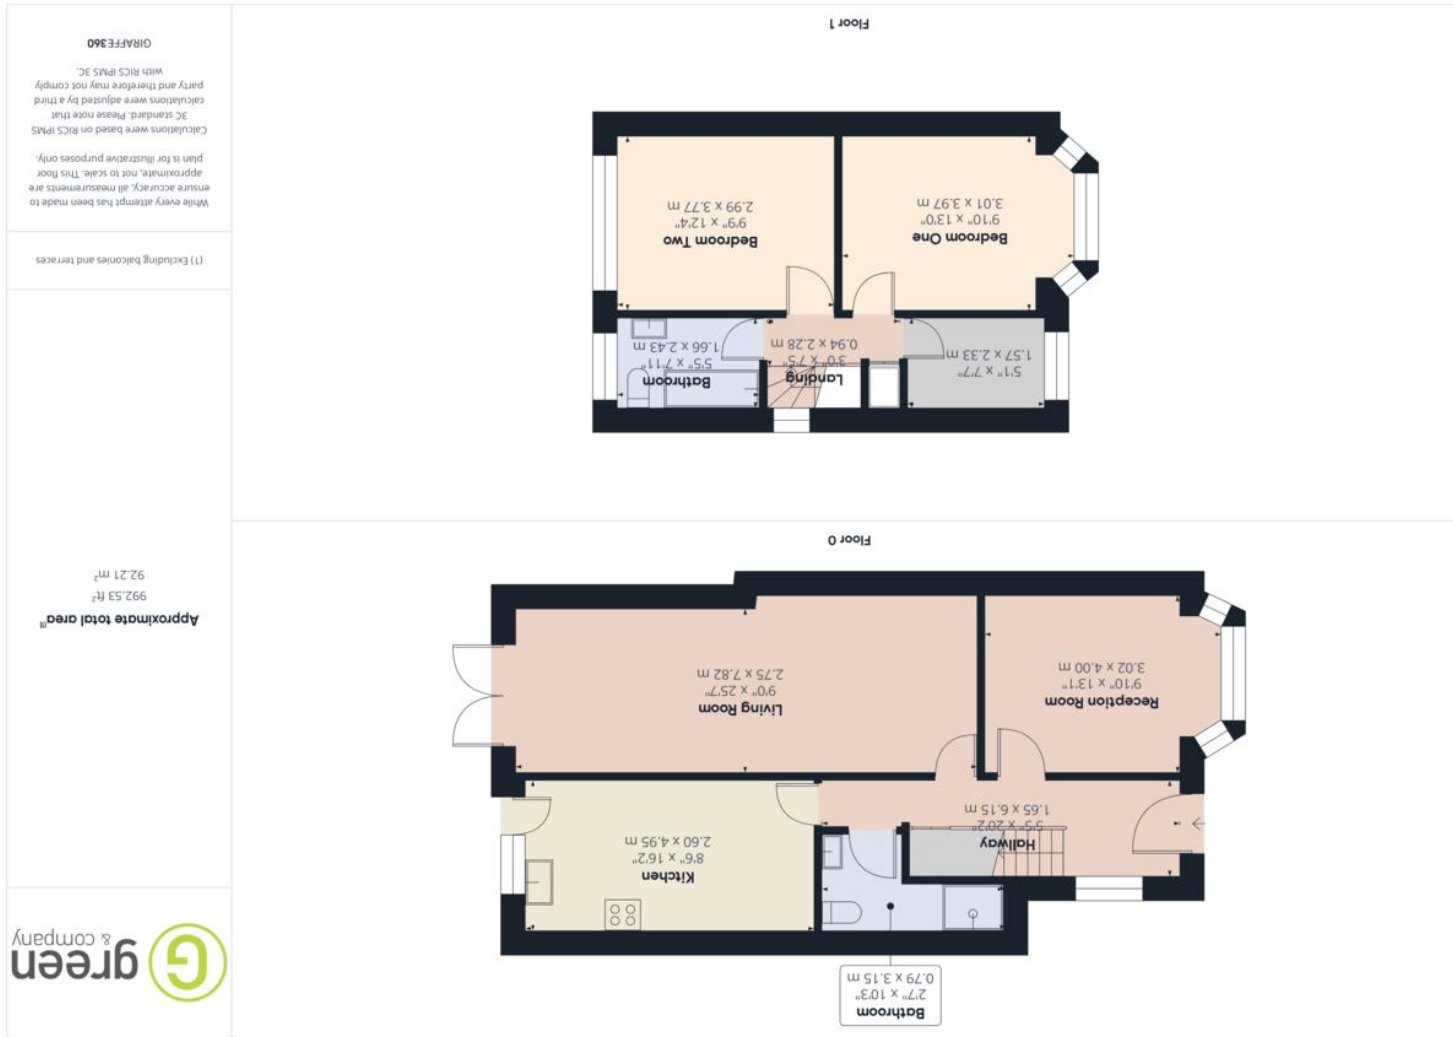 Bathroom
2'7" x 10'3"
0.79 x 3.15 m
Hallway
5'5" x 20'2"
1.65 x 6.15 m
Kitchen
8'6" x 16'2"
2.60 x 4.95 m
Reception Room
9'10" x 13'1"
3.02 x 4.00 m
Living Room
9'0" x 25'7"
2.75 x 7.82 m
Floor 0
5'1" x 7'7"
1.57 x 2.33 m
Landing
3'0" x 7'5"
0.94 x 2.28 m
Bathroom
5'5" x 7'11"
1.66 x 2.43 m
Bedroom One
9'10" x 13'0"
3.01 x 3.97 m
Bedroom Two
9'9" x 12'4"
2.99 x 3.77 m
Floor 1
G green
& company
Approximate total area⁽¹⁾
992.53 ft²
92.21 m²
(1) Excluding balconies and terraces
While every attempt has been made to
ensure accuracy, all measurements are
approximate, not to scale. This floor
plan is for illustrative purposes only.
Calculations were based on RICS IPMS
3C standard. Please note that
calculations were adjusted by a third
party and therefore may not comply
with RICS IPMS 3C.
GIRAFFE360